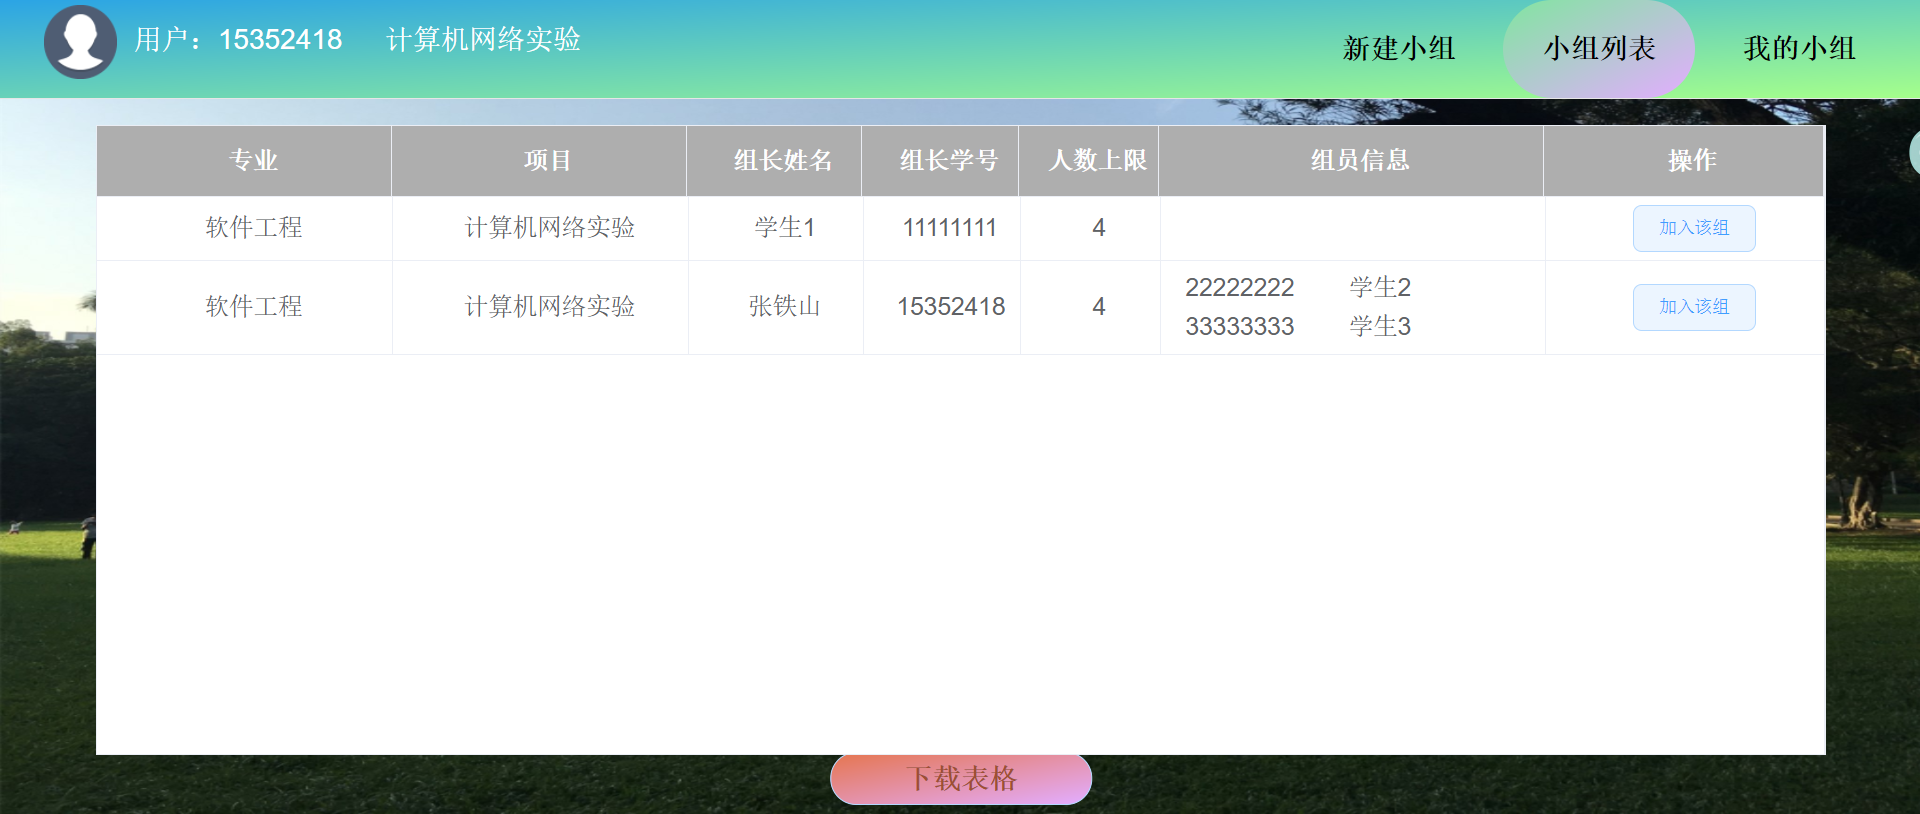 用户：15352418 计算机网络实验
新建小组 小组列表 我的小组
专业 项目 组长姓名 组长学号 人数上限 组员信息 操作
软件工程 计算机网络实验 学生1 11111111 4 加入该组
软件工程 计算机网络实验 张铁山 15352418 4 22222222 学生2 加入该组
33333333 学生3
下载表格